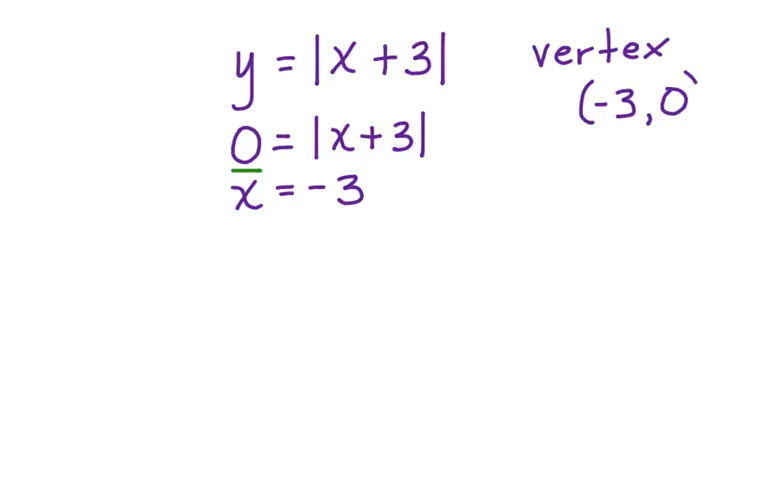 y = |x + 3|
0 = |x + 3|
x = -3
vertex
(-3, 0)